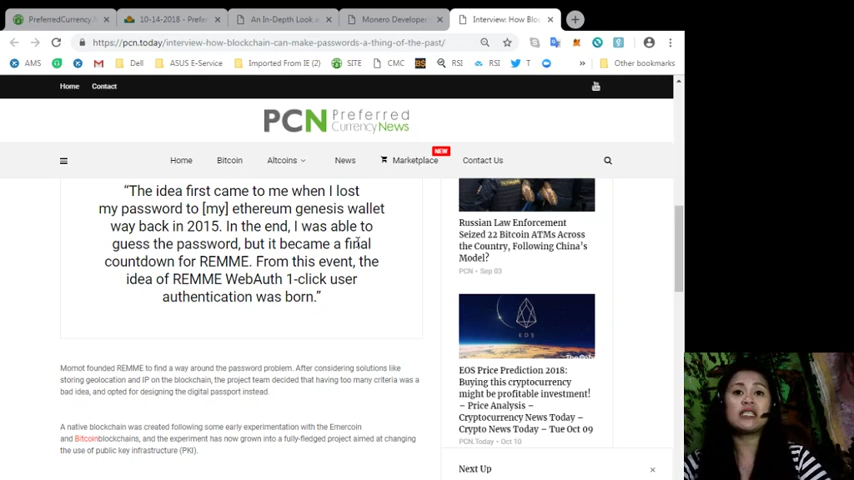 PreferredCurrency.N
10-14-2018 - Prefer
An In-Depth Look a
Monero Developer's
Interview: How Bloc
https://pcn.today/interview-how-blockchain-can-make-passwords-a-thing-of-the-past/
AMS
Dell
ASUS E-Service
Imported From IE (2)
SITE
CMC
RSI
RSI
T
Other bookmarks
Home
Contact
PCN Preferred
Currency News
NEW
Home
Bitcoin
Altcoins
News
Marketplace
Contact Us
“The idea first came to me when I lost
my password to [my] ethereum genesis wallet
way back in 2015. In the end, I was able to
guess the password, but it became a final
countdown for REMME. From this event, the
idea of REMME WebAuth 1-click user
authentication was born.”
Momot founded REMME to find a way around the password problem. After considering solutions like
storing geolocation and IP on the blockchain, the project team decided that having too many criteria was a
bad idea, and opted for designing the digital passport instead.
A native blockchain was created following some early experimentation with the Emercoin
and Bitcoinblockchains, and the experiment has now grown into a fully-fledged project aimed at changing
the use of public key infrastructure (PKI).
Russian Law Enforcement
Seized 22 Bitcoin ATMs Across
the Country, Following China’s
Model?
PCN - Sep 03
EOS
EOS Price Prediction 2018:
Buying this cryptocurrency
might be profitable investment!
– Price Analysis –
Cryptocurrency News Today –
Crypto News Today – Tue Oct 09
PCN.Today - Oct 10
Next Up